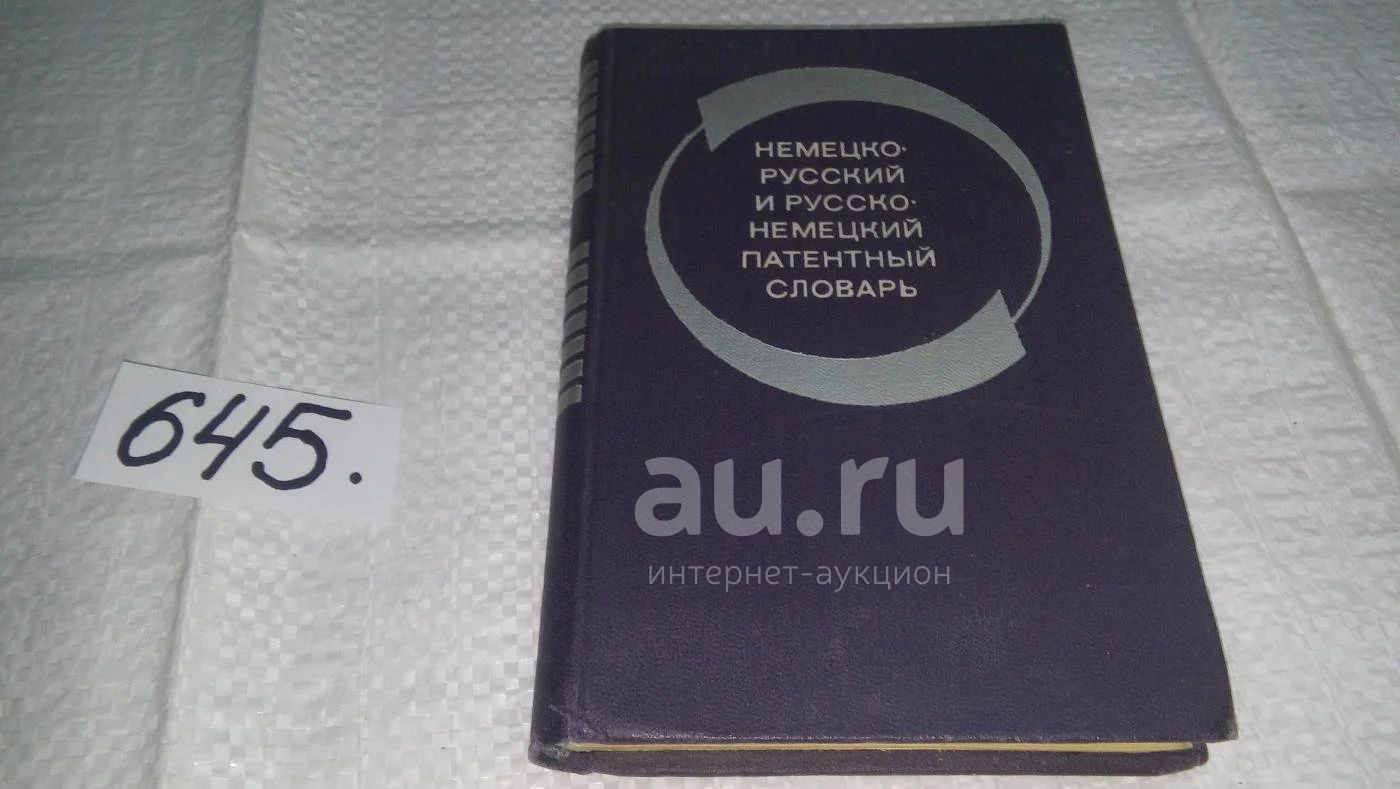 НЕМЕЦКО-
РУССКИЙ
И РУССКО-
НЕМЕЦКИЙ
ПАТЕНТНЫЙ
СЛОВАРЬ
645.
au.ru
интернет-аукцион